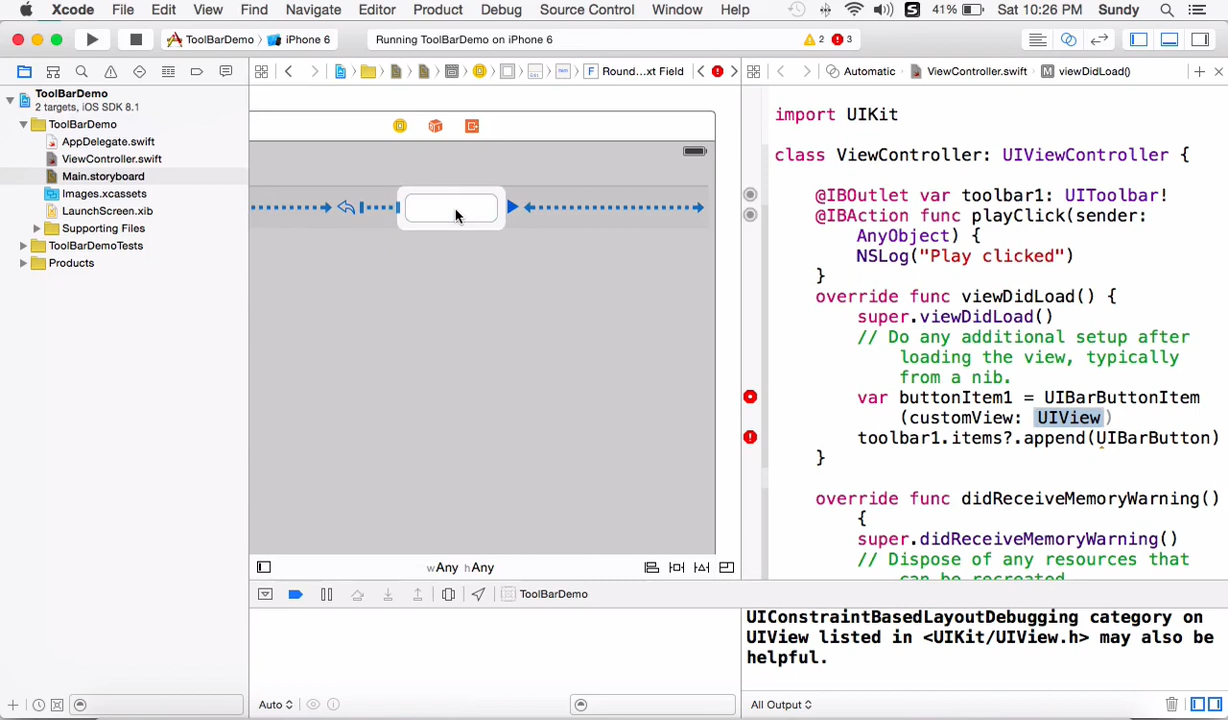 Xcode File Edit View Find Navigate Editor Product Debug Source Control Window Help 41% Sat 10:26 PM Sundy
ToolBarDemo iPhone 6 Running ToolBarDemo on iPhone 6 2 3
Round...xt Field Automatic ViewController.swift M viewDidLoad()
ToolBarDemo
2 targets, iOS SDK 8.1
ToolBarDemo
AppDelegate.swift
ViewController.swift
Main.storyboard
Images.xcassets
LaunchScreen.xib
Supporting Files
ToolBarDemoTests
Products
import UIKit
class ViewController: UIViewController {
@IBOutlet var toolbar1: UIToolbar!
@IBAction func playClick(sender:
AnyObject) {
NSLog("Play clicked")
}
override func viewDidLoad() {
super.viewDidLoad()
// Do any additional setup after
loading the view, typically
from a nib.
var buttonItem1 = UIBarButtonItem
(customView: UIView)
toolbar1.items?.append(UIBarButton)
}
override func didReceiveMemoryWarning()
{
super.didReceiveMemoryWarning()
// Dispose of any resources that
can be recreated
wAny hAny
ToolBarDemo
UIConstraintBasedLayoutDebugging category on
UIView listed in <UIKit/UIView.h> may also be
helpful.
Auto All Output